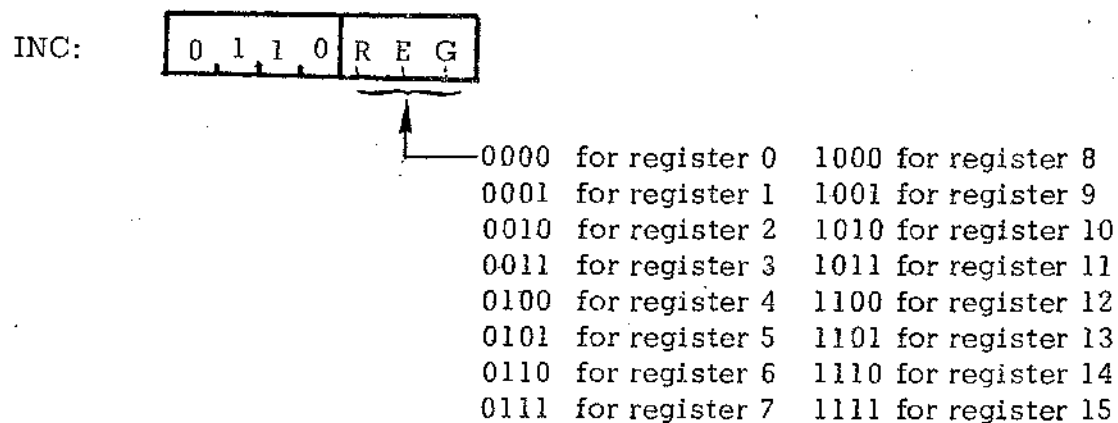 INC: 0 1 1 0 R E G
0000 for register 0 1000 for register 8
0001 for register 1 1001 for register 9
0010 for register 2 1010 for register 10
0011 for register 3 1011 for register 11
0100 for register 4 1100 for register 12
0101 for register 5 1101 for register 13
0110 for register 6 1110 for register 14
0111 for register 7 1111 for register 15